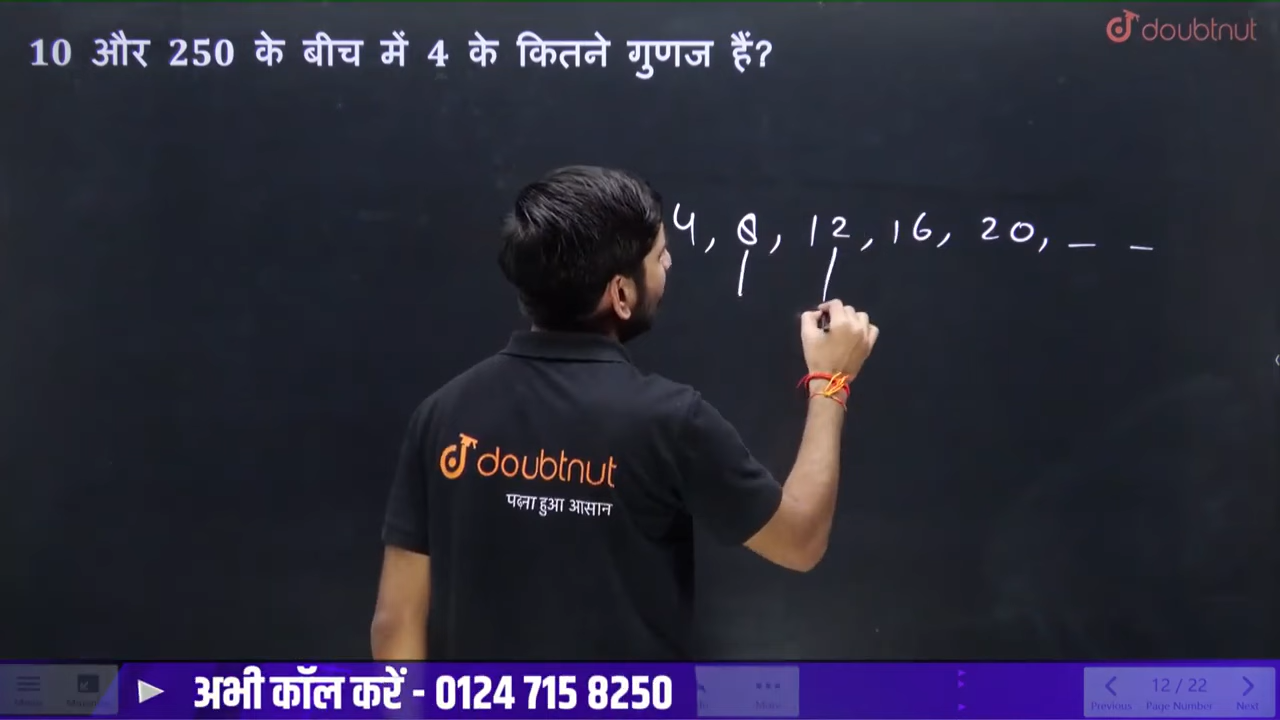 doubtnut
10 और 250 के बीच में 4 के कितने गुणज हैं?
4, 8, 12, 16, 20, _ _
doubtnut
पढ़ना हुआ आसान
अभी कॉल करें - 0124 715 8250
12 / 22
Previous Page Number Next